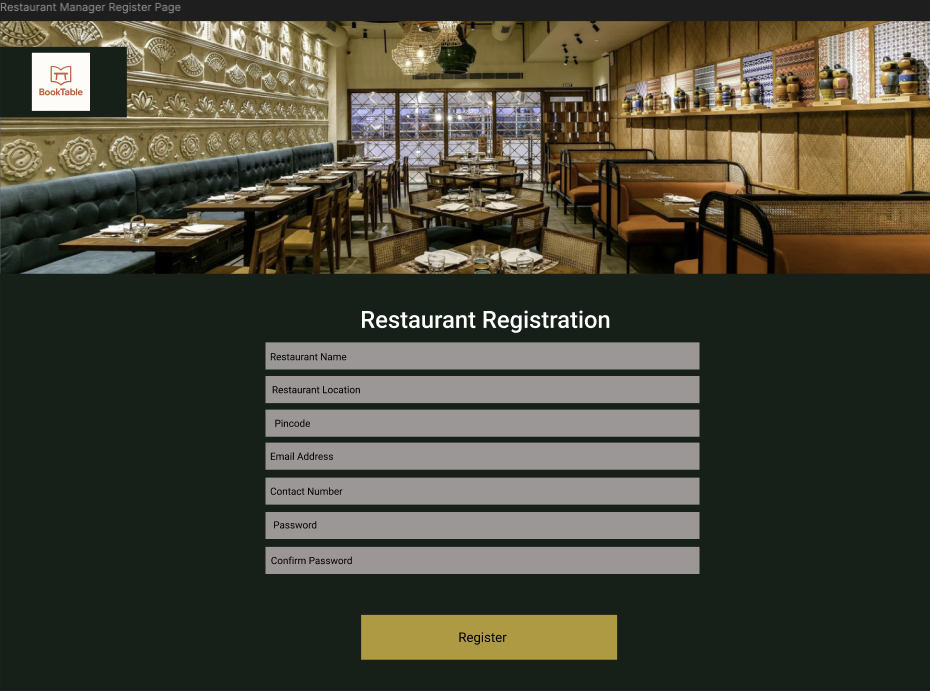 Restaurant Manager Register Page
BookTable
Restaurant Registration
Restaurant Name
Restaurant Location
Pincode
Email Address
Contact Number
Password
Confirm Password
Register